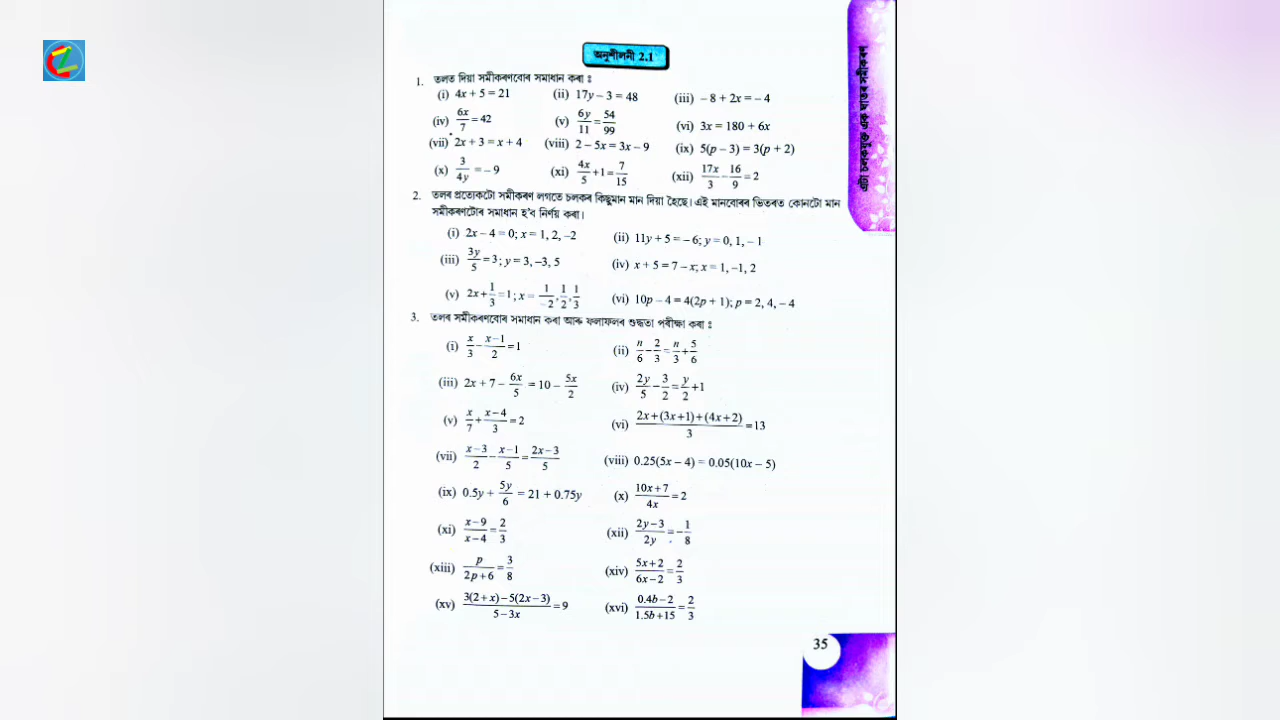 অনুশীলনী 2.1
1. তলত দিয়া সমীকৰণবোৰ সমাধান কৰা ঃ
(i) 4x + 5 = 21 (ii) 17y – 3 = 48 (iii) – 8 + 2x = – 4
(iv) 6x/7 = 42 (v) 6y/11 = 54/99 (vi) 3x = 180 + 6x
(vii) 2x + 3 = x + 4 (viii) 2 – 5x = 3x – 9 (ix) 5(p – 3) = 3(p + 2)
(x) 3/4y = – 9 (xi) 4x/5 + 1 = 7/15 (xii) 17x/3 – 16/9 = 2
2. তলৰ প্ৰত্যেকটো সমীকৰণ লগতে চলকৰ কিছুমান মান দিয়া হৈছে। এই মানবোৰৰ ভিতৰত কোনটো মান
সমীকৰণটোৰ সমাধান হ'ব নিৰ্ণয় কৰা।
(i) 2x – 4 = 0; x = 1, 2, –2 (ii) 11y + 5 = – 6; y = 0, 1, – 1
(iii) 3y/5 = 3; y = 3, –3, 5 (iv) x + 5 = 7 – x; x = 1, –1, 2
(v) 2x + 1/3 = 1; x = 1/–2, 1/2, 1/3 (vi) 10p – 4 = 4(2p + 1); p = 2, 4, – 4
3. তলৰ সমীকৰণবোৰ সমাধান কৰা আৰু ফলাফলৰ শুদ্ধতা পৰীক্ষা কৰা ঃ
(i) x/3 – x–1/2 = 1 (ii) n/6 – 2/3 = n/3 + 5/6
(iii) 2x + 7 – 6x/5 = 10 – 5x/2 (iv) 2y/5 – 3/2 = y/2 + 1
(v) x/7 + x–4/3 = 2 (vi) 2x+(3x+1)+(4x+2)/3 = 13
(vii) x–3/2 – x–1/5 = 2x–3/5 (viii) 0.25(5x – 4) = 0.05(10x – 5)
(ix) 0.5y + 5y/6 = 21 + 0.75y (x) 10x+7/4x = 2
(xi) x–9/x–4 = 2/3 (xii) 2y–3/2y = –1/8
(xiii) p/2p+6 = 3/8 (xiv) 5x+2/6x–2 = 2/3
(xv) 3(2+x)–5(2x–3)/5–3x = 9 (xvi) 0.4b–2/1.5b+15 = 2/3
35
এটা চলকযুক্ত এক ঘাতৰ সমীকৰণ